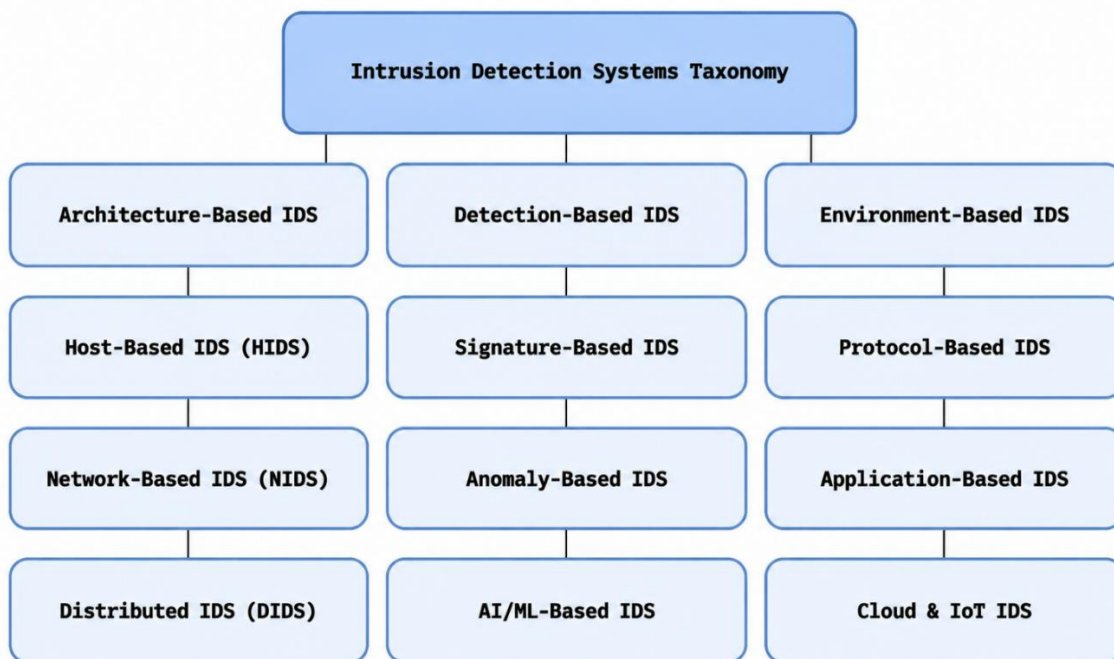 Intrusion Detection Systems Taxonomy
Architecture-Based IDS
Detection-Based IDS
Environment-Based IDS
Host-Based IDS (HIDS)
Signature-Based IDS
Protocol-Based IDS
Network-Based IDS (NIDS)
Anomaly-Based IDS
Application-Based IDS
Distributed IDS (DIDS)
AI/ML-Based IDS
Cloud & IoT IDS